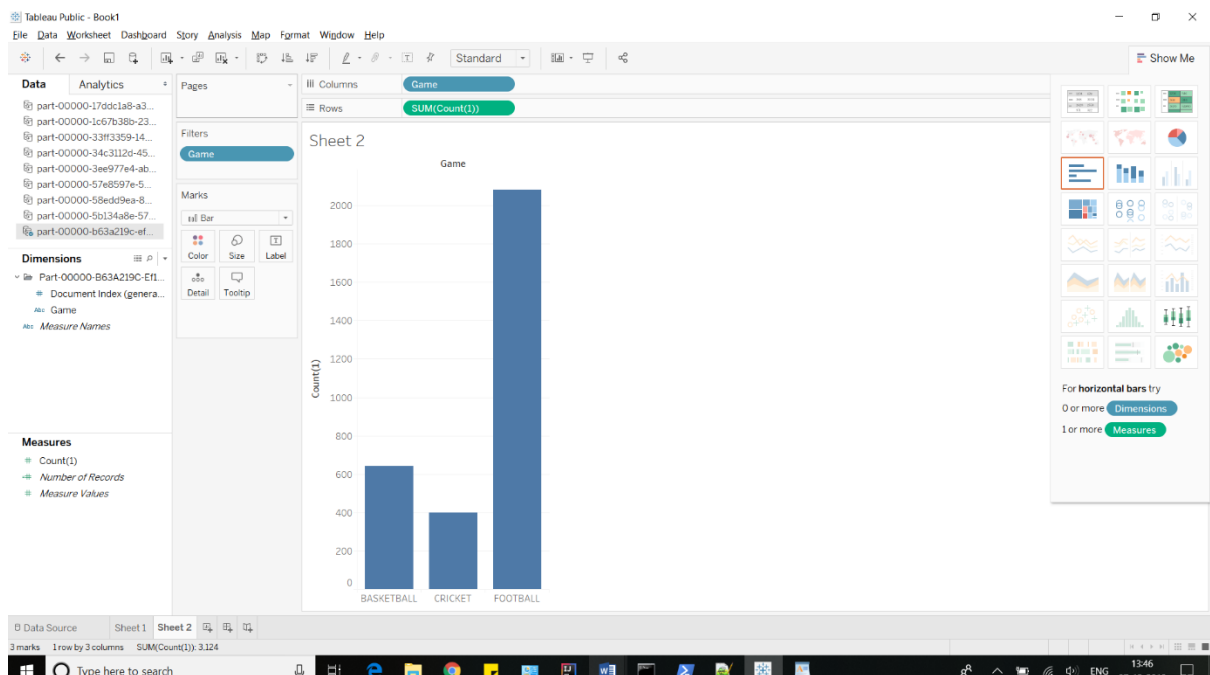 Tableau Public - Book1
File Data Worksheet Dashboard Story Analysis Map Format Window Help
Standard
Show Me
Data Analytics
part-00000-17ddc1a8-a3...
part-00000-1c67b38b-23...
part-00000-33ff3359-14...
part-00000-34c3112d-45...
part-00000-3ee977e4-ab...
part-00000-57e8597e-5...
part-00000-58edd9ea-8...
part-00000-5b134a8e-57...
part-00000-b63a219c-ef...
Dimensions
Part-00000-B63A219C-Ef1...
# Document Index (genera...
Abc Game
Abc Measure Names
Measures
# Count(1)
=# Number of Records
# Measure Values
Pages
Filters
Game
Marks
Bar
Color Size Label
Detail Tooltip
Columns Game
Rows SUM(Count(1))
Sheet 2
Game
Count(1)
2000
1800
1600
1400
1200
1000
800
600
400
200
0
BASKETBALL CRICKET FOOTBALL
For horizontal bars try
0 or more Dimensions
1 or more Measures
Data Source Sheet 1 Sheet 2
3 marks 1 row by 3 columns SUM(Count(1)): 3,124
Type here to search
ENG
13:46